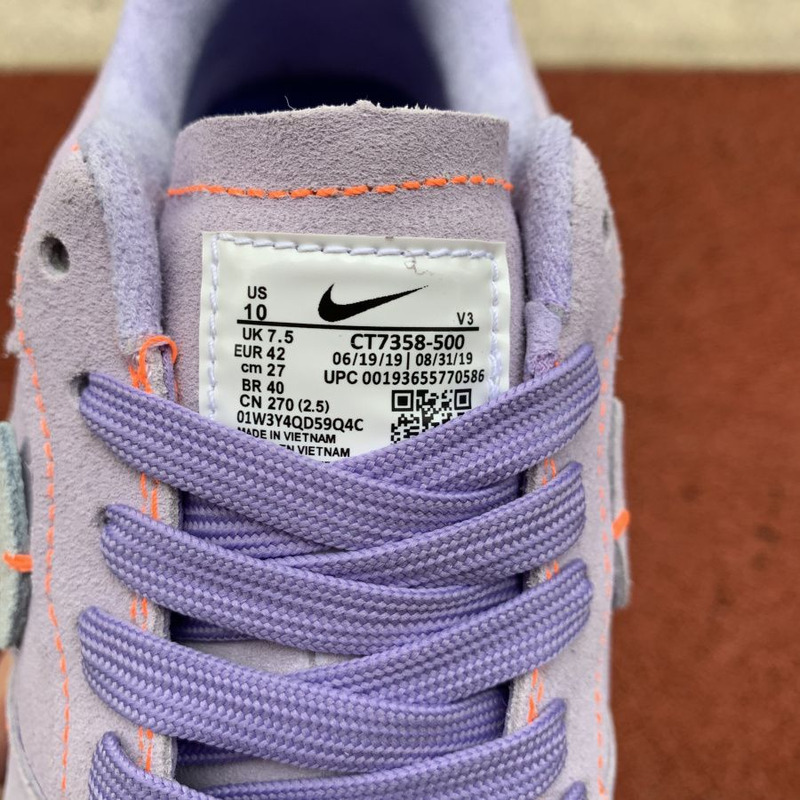 US
10
V3
UK 7.5
EUR 42
cm 27
BR 40
CN 270 (2.5)
CT7358-500
06/19/19 | 08/31/19
UPC 00193655770586
01W3Y4QD59Q4C
MADE IN VIETNAM
VIETNAM